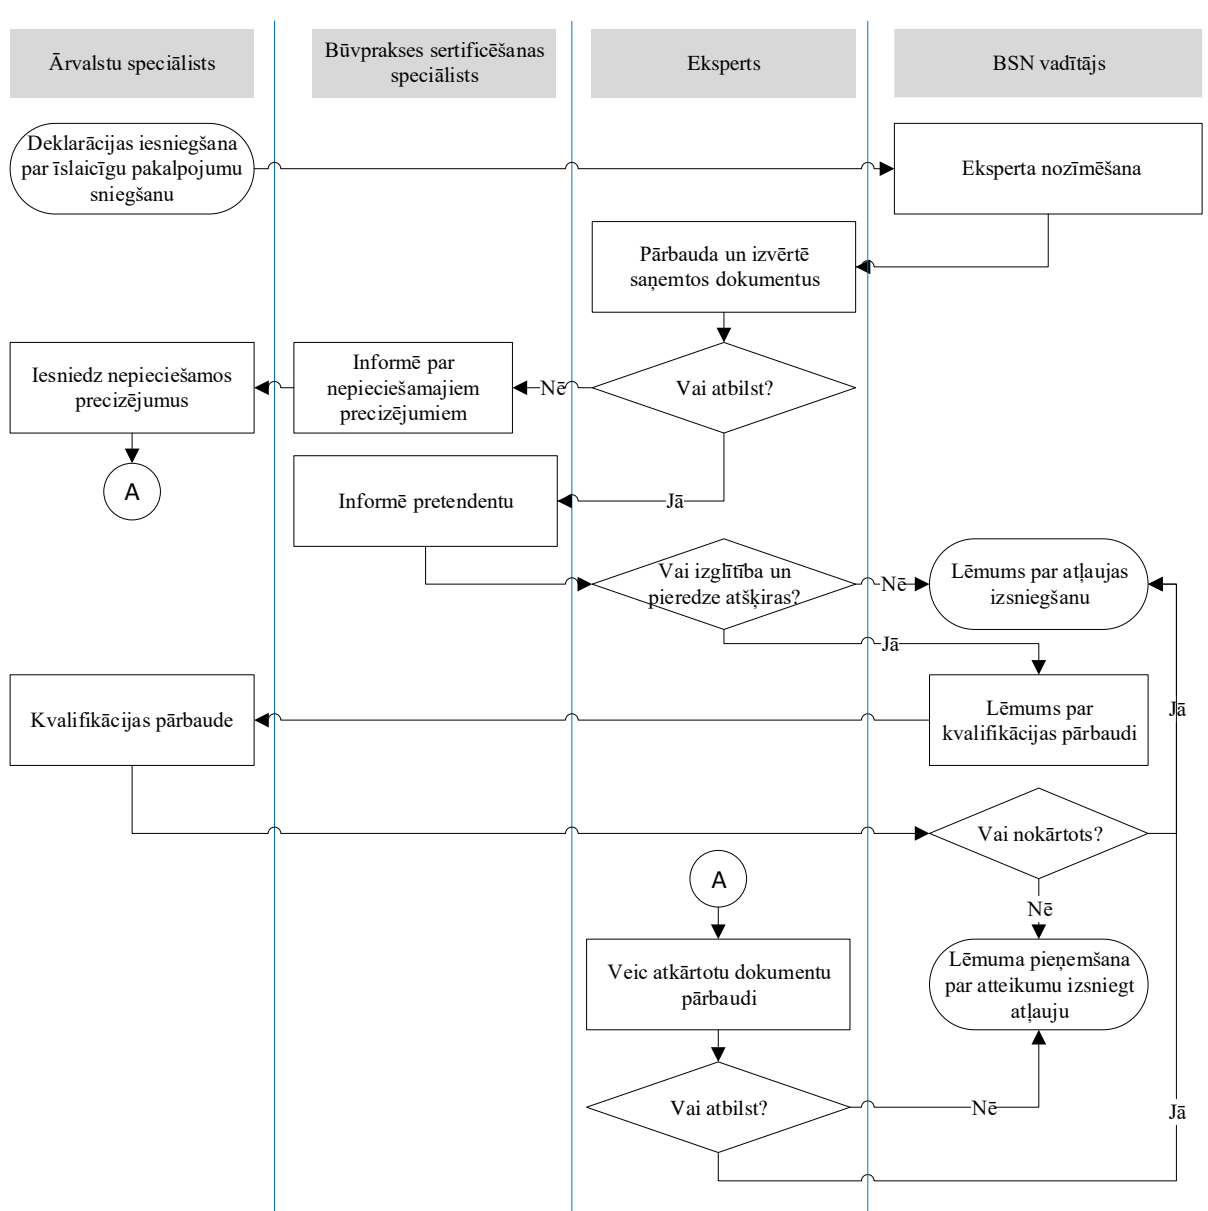 Ārvalstu speciālists
Būvprakses sertificēšanas
speciālists
Eksperts
BSN vadītājs
Deklarācijas iesniegšana
par īslaicīgu pakalpojumu
sniegšanu
Eksperta nozīmēšana
Pārbauda un izvērtē
saņemtos dokumentus
Iesniedz nepieciešamos
precizējumus
Informē par
nepieciešamajiem
precizējumiem
Nē
Vai atbilst?
A
Informē pretendentu
Jā
Vai izglītība un
pieredze atšķiras?
Nē
Lēmums par atļaujas
izsniegšanu
Jā
Kvalifikācijas pārbaude
Lēmums par
kvalifikācijas pārbaudi
Jā
Vai nokārtots?
A
Nē
Veic atkārtotu dokumentu
pārbaudi
Lēmuma pieņemšana
par atteikumu izsniegt
atļauju
Vai atbilst?
Nē
Jā